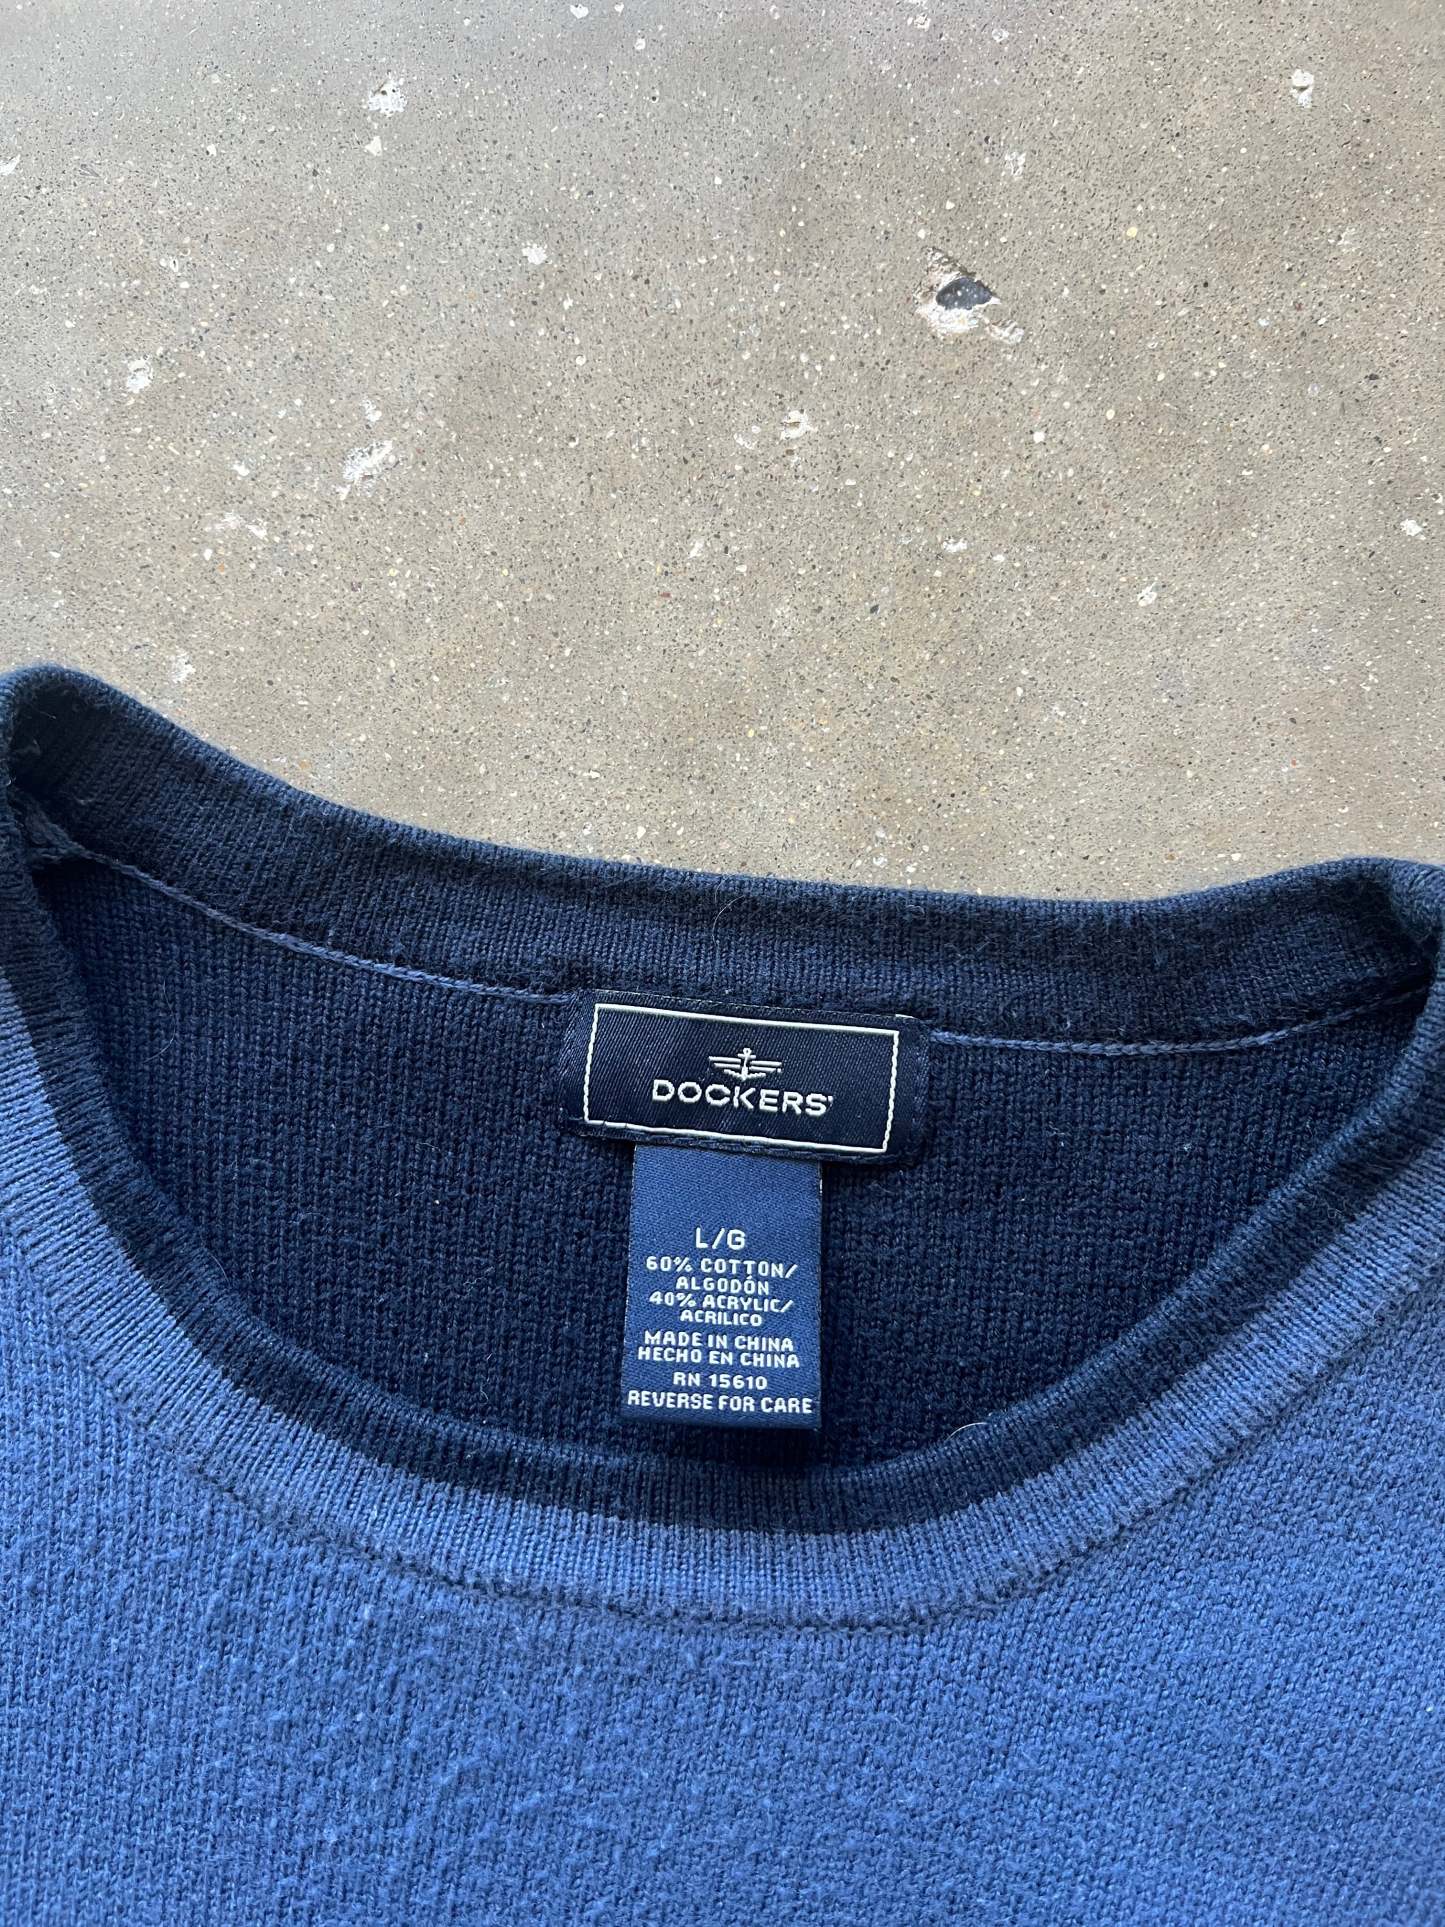 DOCKERS
L/G
60% COTTON/
ALGODÓN
40% ACRYLIC/
ACRILICO
MADE IN CHINA
HECHO EN CHINA
RN 15610
REVERSE FOR CARE